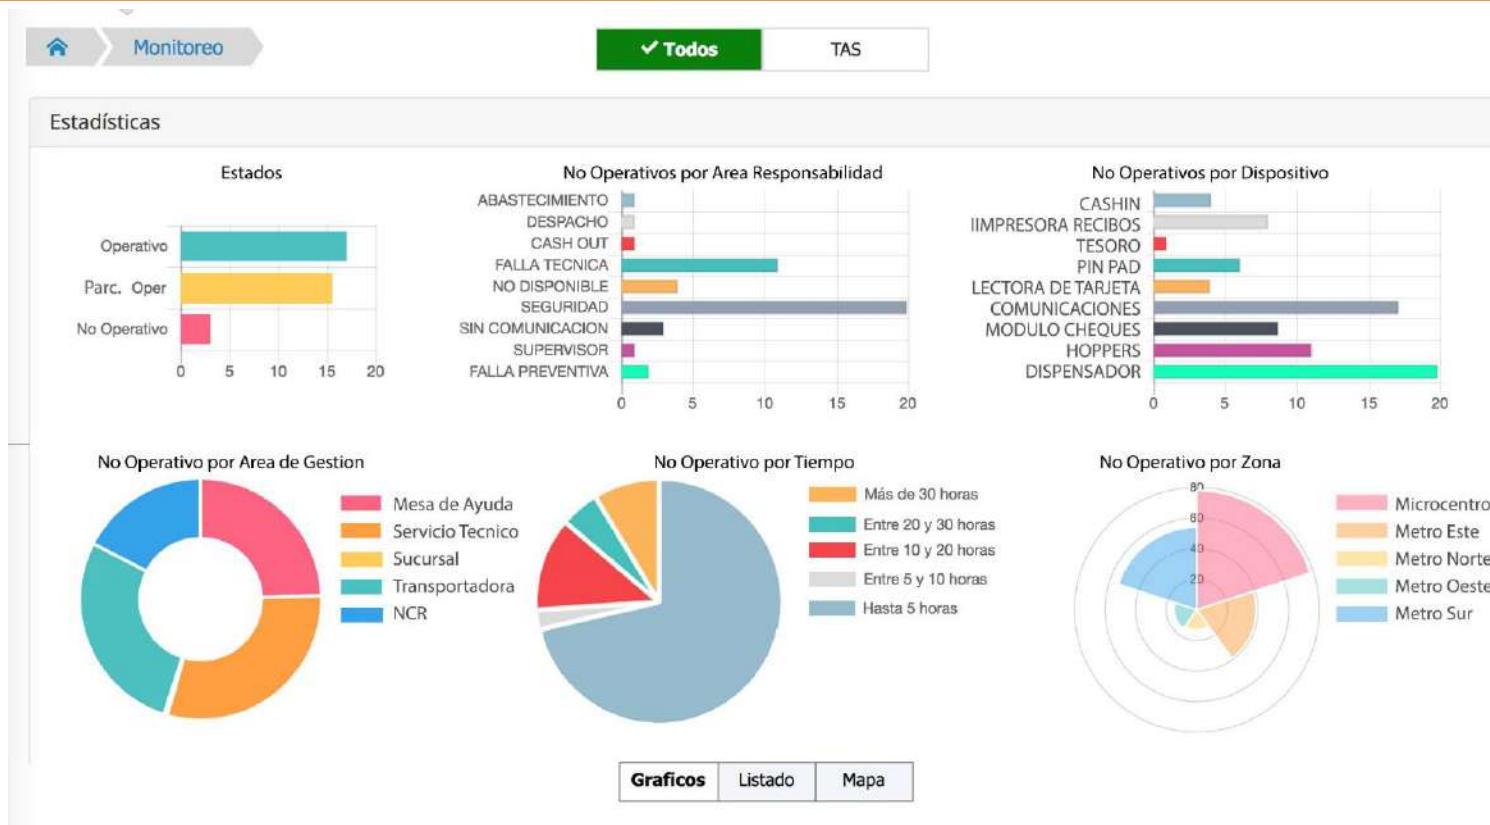 Monitoreo
Todos
TAS
Estadísticas
Estados
Operativo
Parc. Oper
No Operativo
0 5 10 15 20
No Operativos por Area Responsabilidad
ABASTECIMIENTO
DESPACHO
CASH OUT
FALLA TECNICA
NO DISPONIBLE
SEGURIDAD
SIN COMUNICACION
SUPERVISOR
FALLA PREVENTIVA
0 5 10 15 20
No Operativos por Dispositivo
CASHIN
IIMPRESORA RECIBOS
TESORO
PIN PAD
LECTORA DE TARJETA
COMUNICACIONES
MODULO CHEQUES
HOPPERS
DISPENSADOR
0 5 10 15 20
No Operativo por Area de Gestion
Mesa de Ayuda
Servicio Tecnico
Sucursal
Transportadora
NCR
No Operativo por Tiempo
Más de 30 horas
Entre 20 y 30 horas
Entre 10 y 20 horas
Entre 5 y 10 horas
Hasta 5 horas
No Operativo por Zona
80
60
40
20
Microcentro
Metro Este
Metro Norte
Metro Oeste
Metro Sur
Graficos
Listado
Mapa